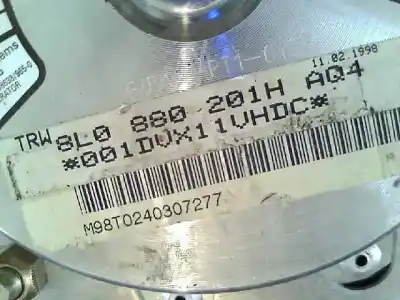 11.02.1998
TRW 8L0 880 201H AQ4
*001DVX11VHDC*
M98T0240307277